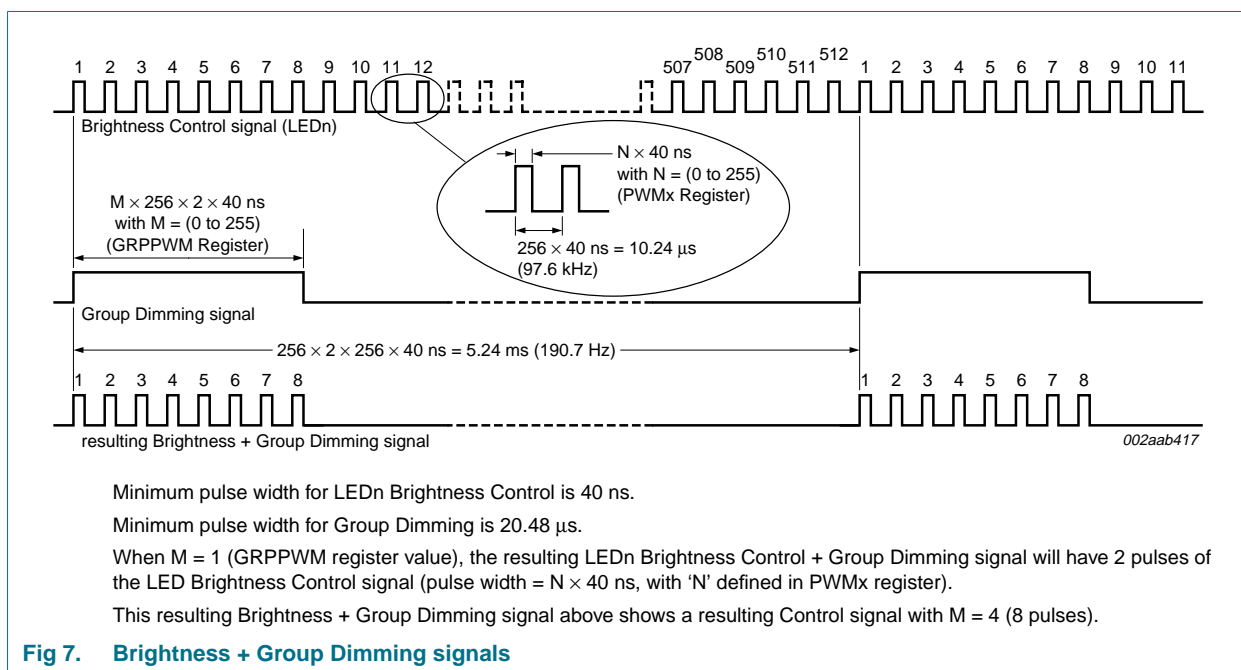 507 508 509 510 511 512
1 2 3 4 5 6 7 8 9 10 11 12 1 2 3 4 5 6 7 8 9 10 11
Brightness Control signal (LEDn)
N × 40 ns
with N = (0 to 255)
(PWMx Register)
M × 256 × 2 × 40 ns
with M = (0 to 255)
(GRPPWM Register)
256 × 40 ns = 10.24 μs
(97.6 kHz)
Group Dimming signal
256 × 2 × 256 × 40 ns = 5.24 ms (190.7 Hz)
1 2 3 4 5 6 7 8 1 2 3 4 5 6 7 8
resulting Brightness + Group Dimming signal
002aab417
Minimum pulse width for LEDn Brightness Control is 40 ns.
Minimum pulse width for Group Dimming is 20.48 μs.
When M = 1 (GRPPWM register value), the resulting LEDn Brightness Control + Group Dimming signal will have 2 pulses of
the LED Brightness Control signal (pulse width = N × 40 ns, with ‘N’ defined in PWMx register).
This resulting Brightness + Group Dimming signal above shows a resulting Control signal with M = 4 (8 pulses).
Fig 7. Brightness + Group Dimming signals